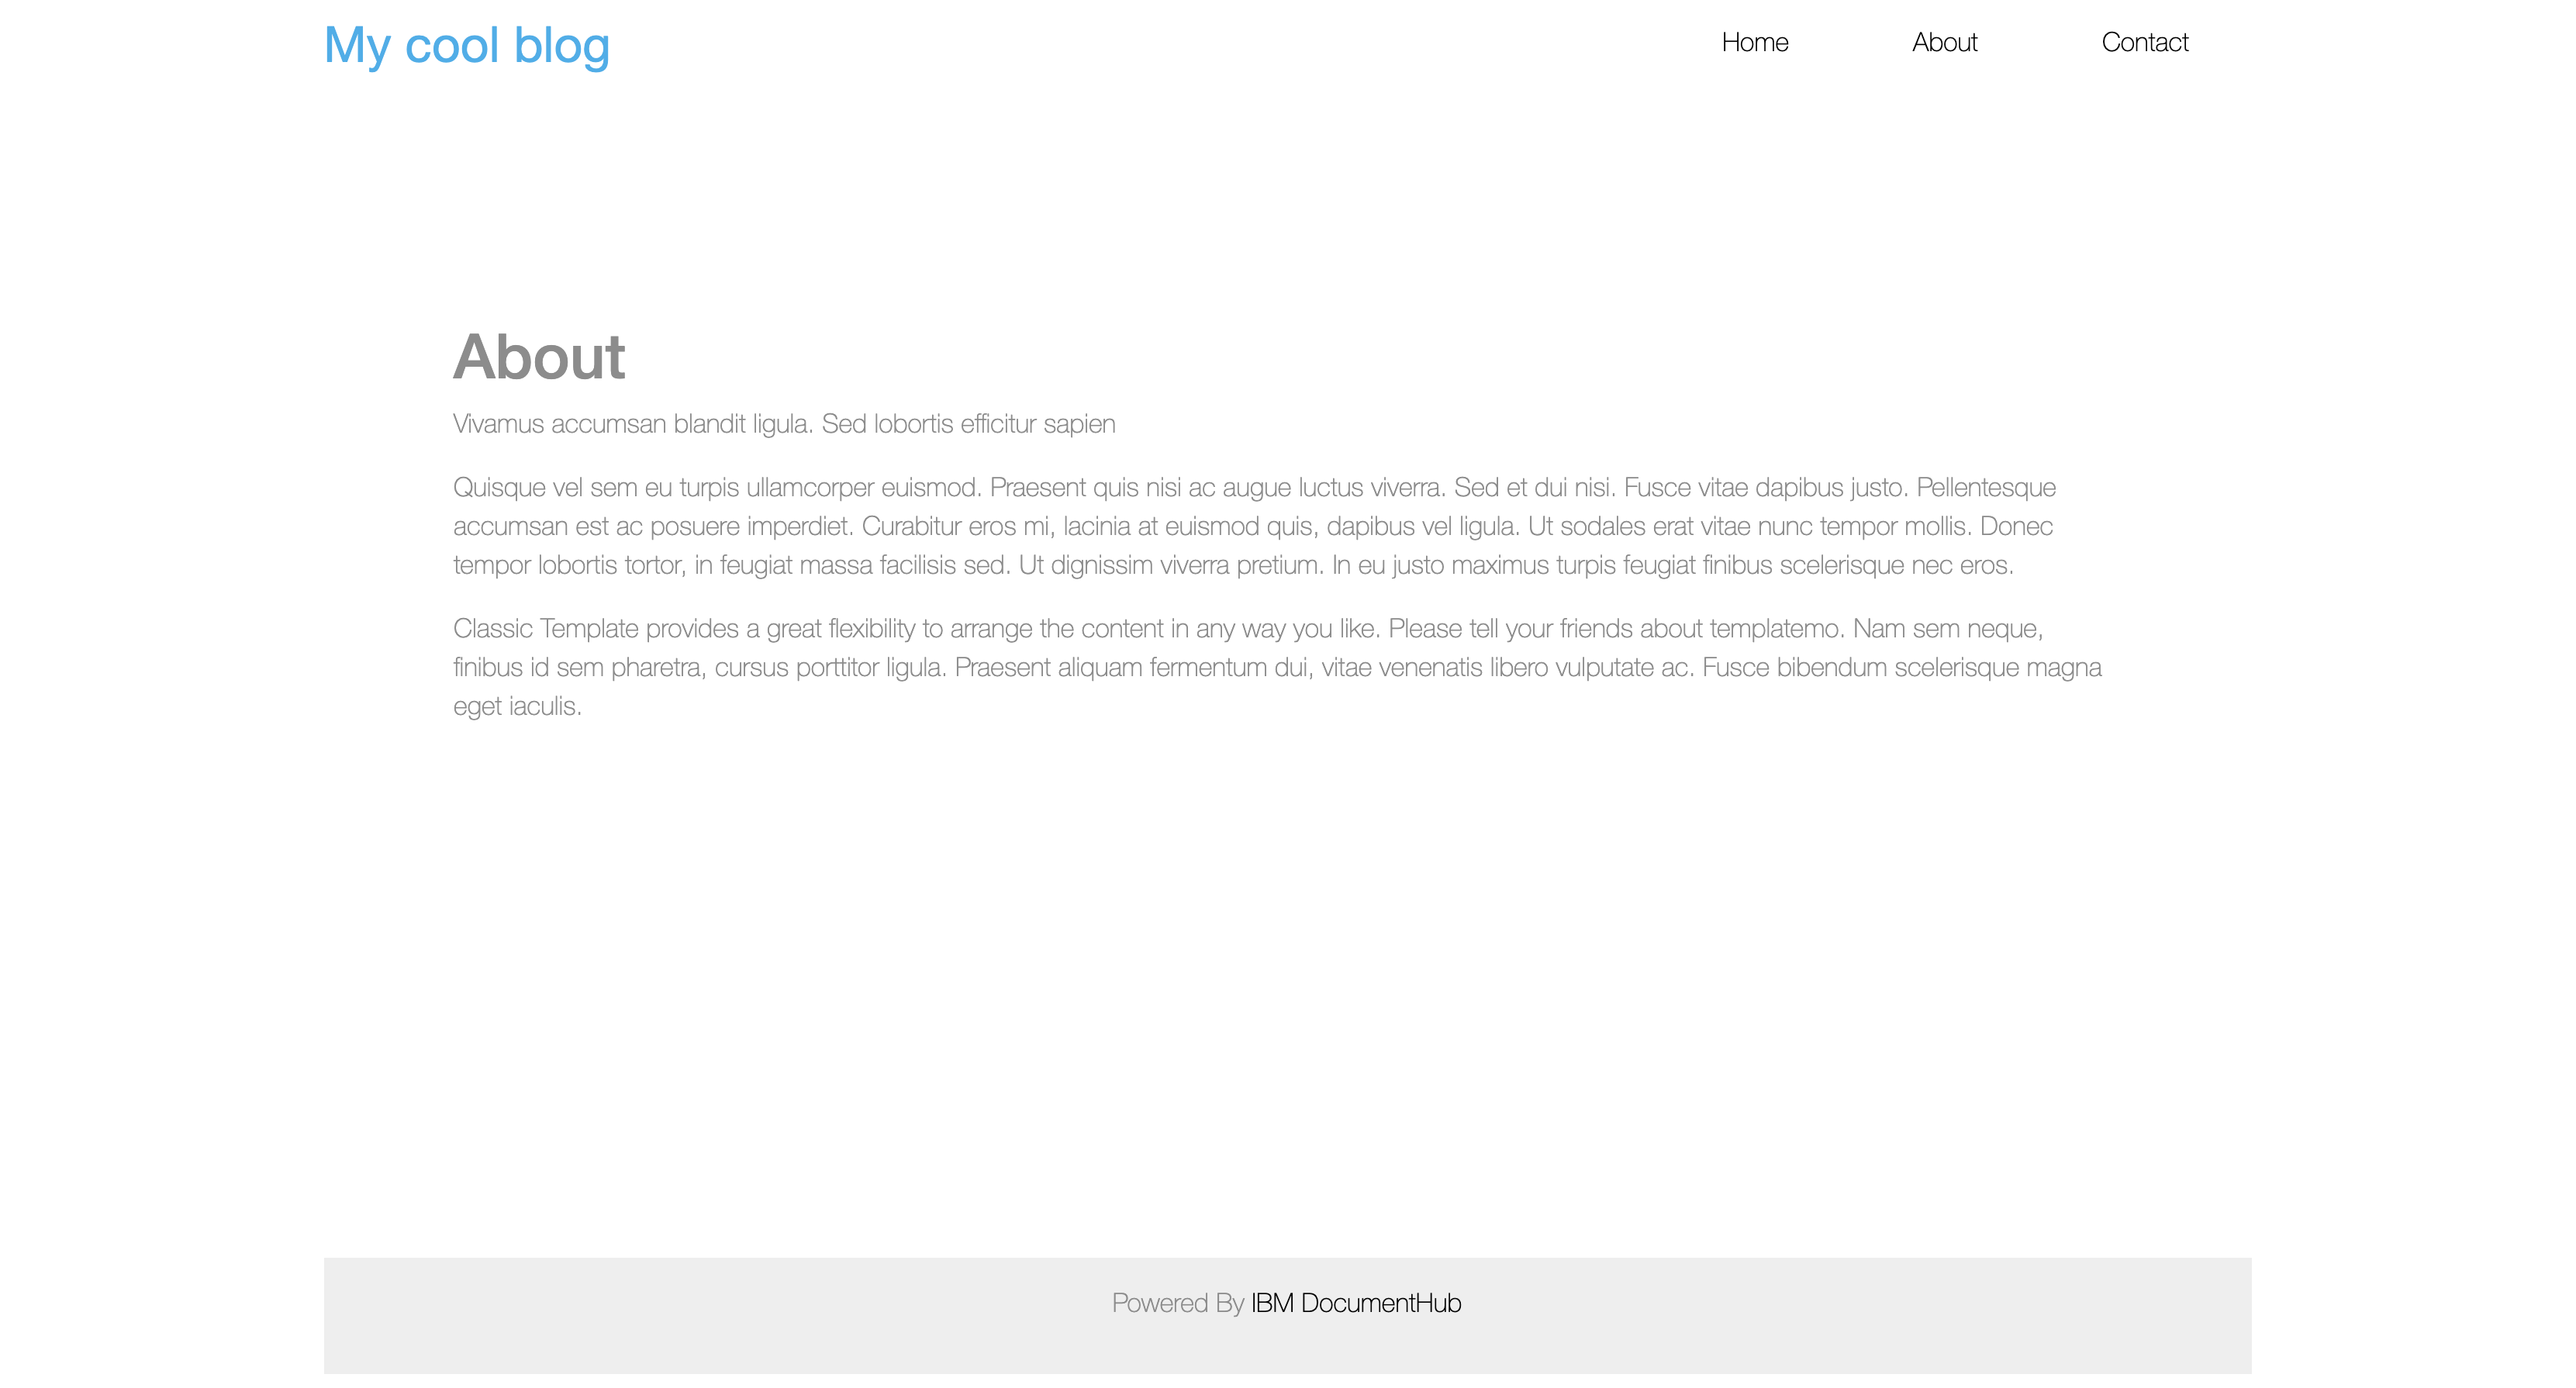 My cool blog
Home
About
Contact
About
Vivamus accumsan blandit ligula. Sed lobortis efficitur sapien
Quisque vel sem eu turpis ullamcorper euismod. Praesent quis nisi ac augue luctus viverra. Sed et dui nisi. Fusce vitae dapibus justo. Pellentesque
accumsan est ac posuere imperdiet. Curabitur eros mi, lacinia at euismod quis, dapibus vel ligula. Ut sodales erat vitae nunc tempor mollis. Donec
tempor lobortis tortor, in feugiat massa facilisis sed. Ut dignissim viverra pretium. In eu justo maximus turpis feugiat finibus scelerisque nec eros.
Classic Template provides a great flexibility to arrange the content in any way you like. Please tell your friends about templatemo. Nam sem neque,
finibus id sem pharetra, cursus porttitor ligula. Praesent aliquam fermentum dui, vitae venenatis libero vulputate ac. Fusce bibendum scelerisque magna
eget iaculis.
Powered By IBM DocumentHub